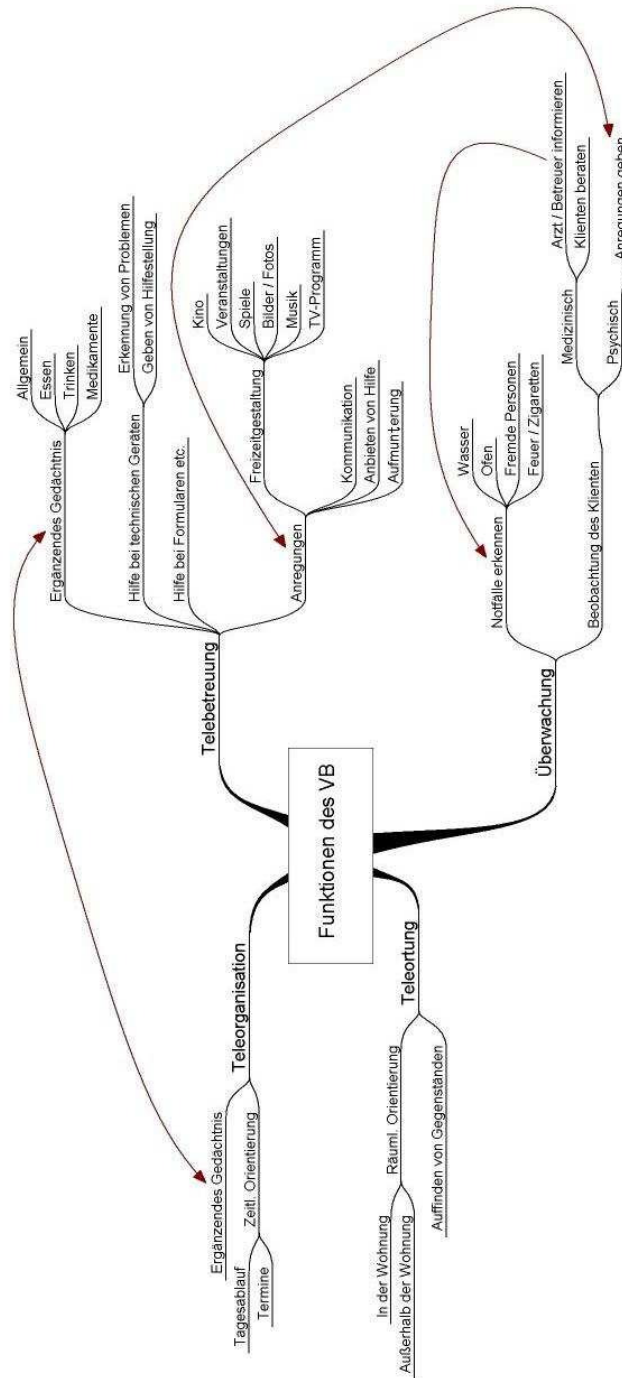 Funktionen des VB
Teleorganisation
Ergänzendes Gedächtnis
Zeitl. Orientierung
Tagesablauf
Termine
Teleortung
Räuml. Orientierung
In der Wohnung
Außerhalb der Wohnung
Auffinden von Gegenständen
Telebetreuung
Ergänzendes Gedächtnis
Allgemein
Essen
Trinken
Medikamente
Hilfe bei technischen Geräten
Erkennung von Problemen
Geben von Hilfestellung
Hilfe bei Formularen etc.
Anregungen
Freizeitgestaltung
Kino
Veranstaltungen
Spiele
Bilder / Fotos
Musik
TV-Programm
Kommunikation
Anbieten von Hilfe
Aufmunterung
Überwachung
Notfälle erkennen
Wasser
Ofen
Fremde Personen
Feuer / Zigaretten
Beobachtung des Klienten
Medizinisch
Arzt / Betreuer informieren
Klienten beraten
Psychisch
Anregungen geben